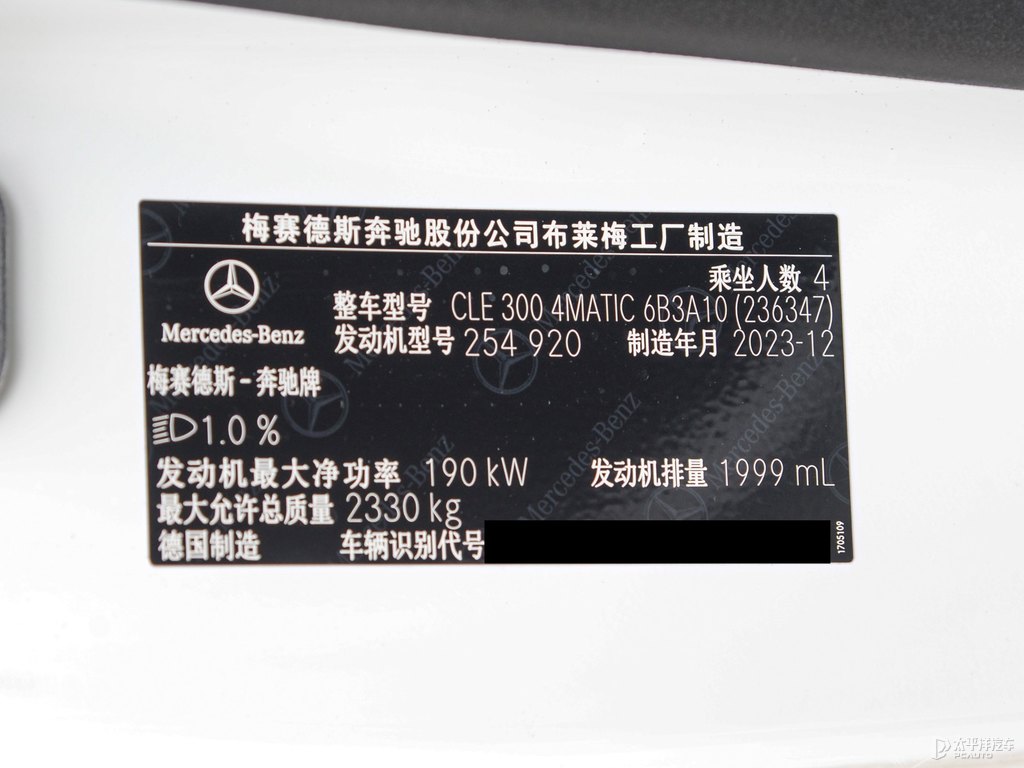 梅赛德斯奔驰股份公司布莱梅工厂制造
乘坐人数 4
Mercedes-Benz
整车型号 CLE 300 4MATIC 6B3A10 (236347)
发动机型号 254 920 制造年月 2023-12
梅赛德斯-奔驰牌
1.0 %
发动机最大净功率 190 kW 发动机排量 1999 mL
最大允许总质量 2330 kg
德国制造 车辆识别代号
1705109
太平洋汽车
PCAUTO